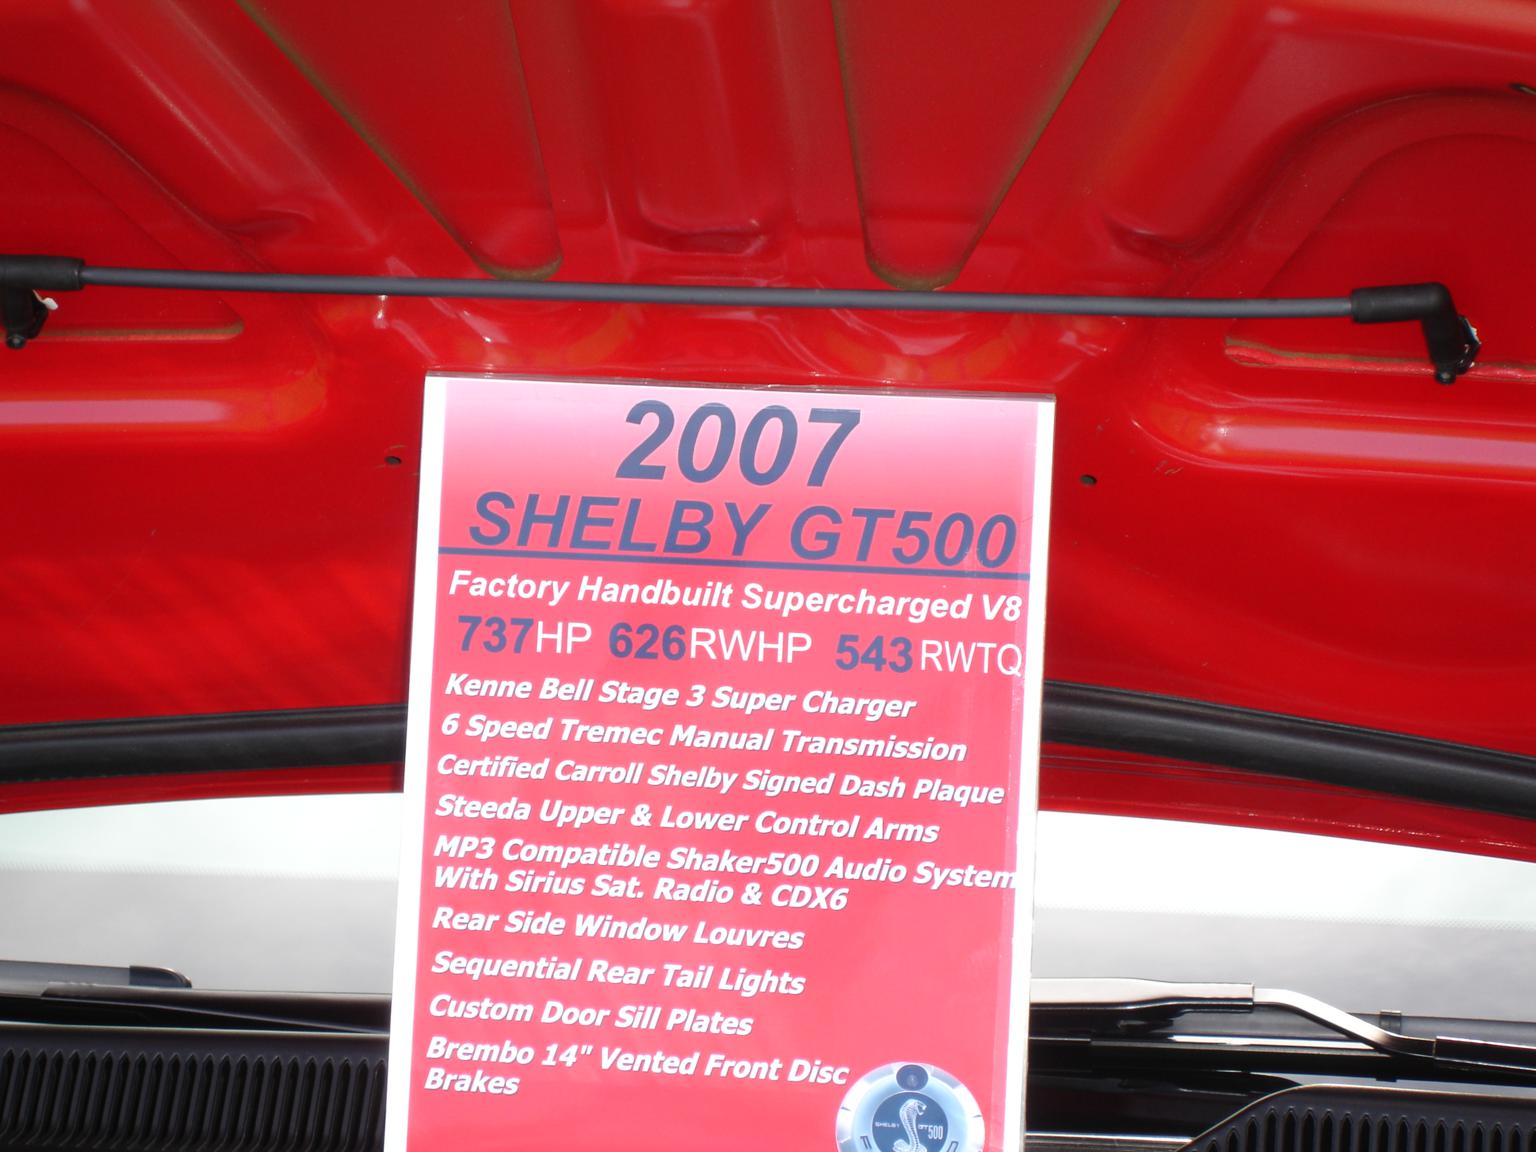 2007
SHELBY GT500
Factory Handbuilt Supercharged V8
737HP 626RWHP 543RWTQ
Kenne Bell Stage 3 Super Charger
6 Speed Tremec Manual Transmission
Certified Carroll Shelby Signed Dash Plaque
Steeda Upper & Lower Control Arms
MP3 Compatible Shaker500 Audio System
With Sirius Sat. Radio & CDX6
Rear Side Window Louvres
Sequential Rear Tail Lights
Custom Door Sill Plates
Brembo 14" Vented Front Disc
Brakes
SHELBY GT500